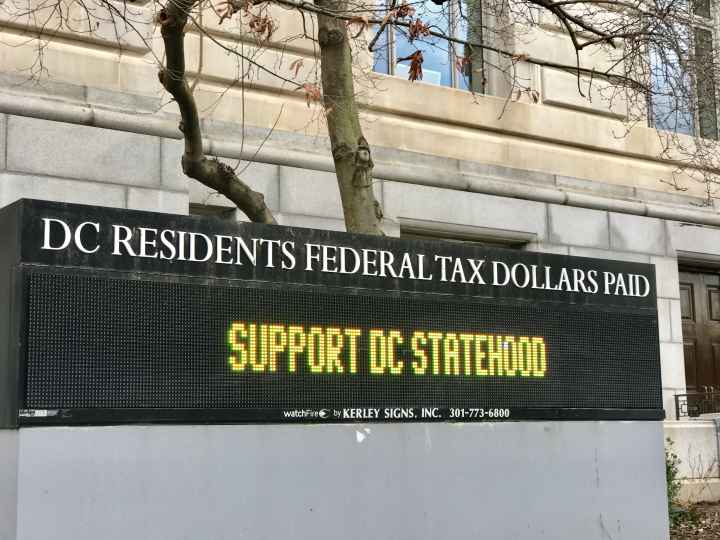 DC RESIDENTS FEDERAL TAX DOLLARS PAID
SUPPORT DC STATEHOOD
watchFire by KERLEY SIGNS, INC. 301-773-6800